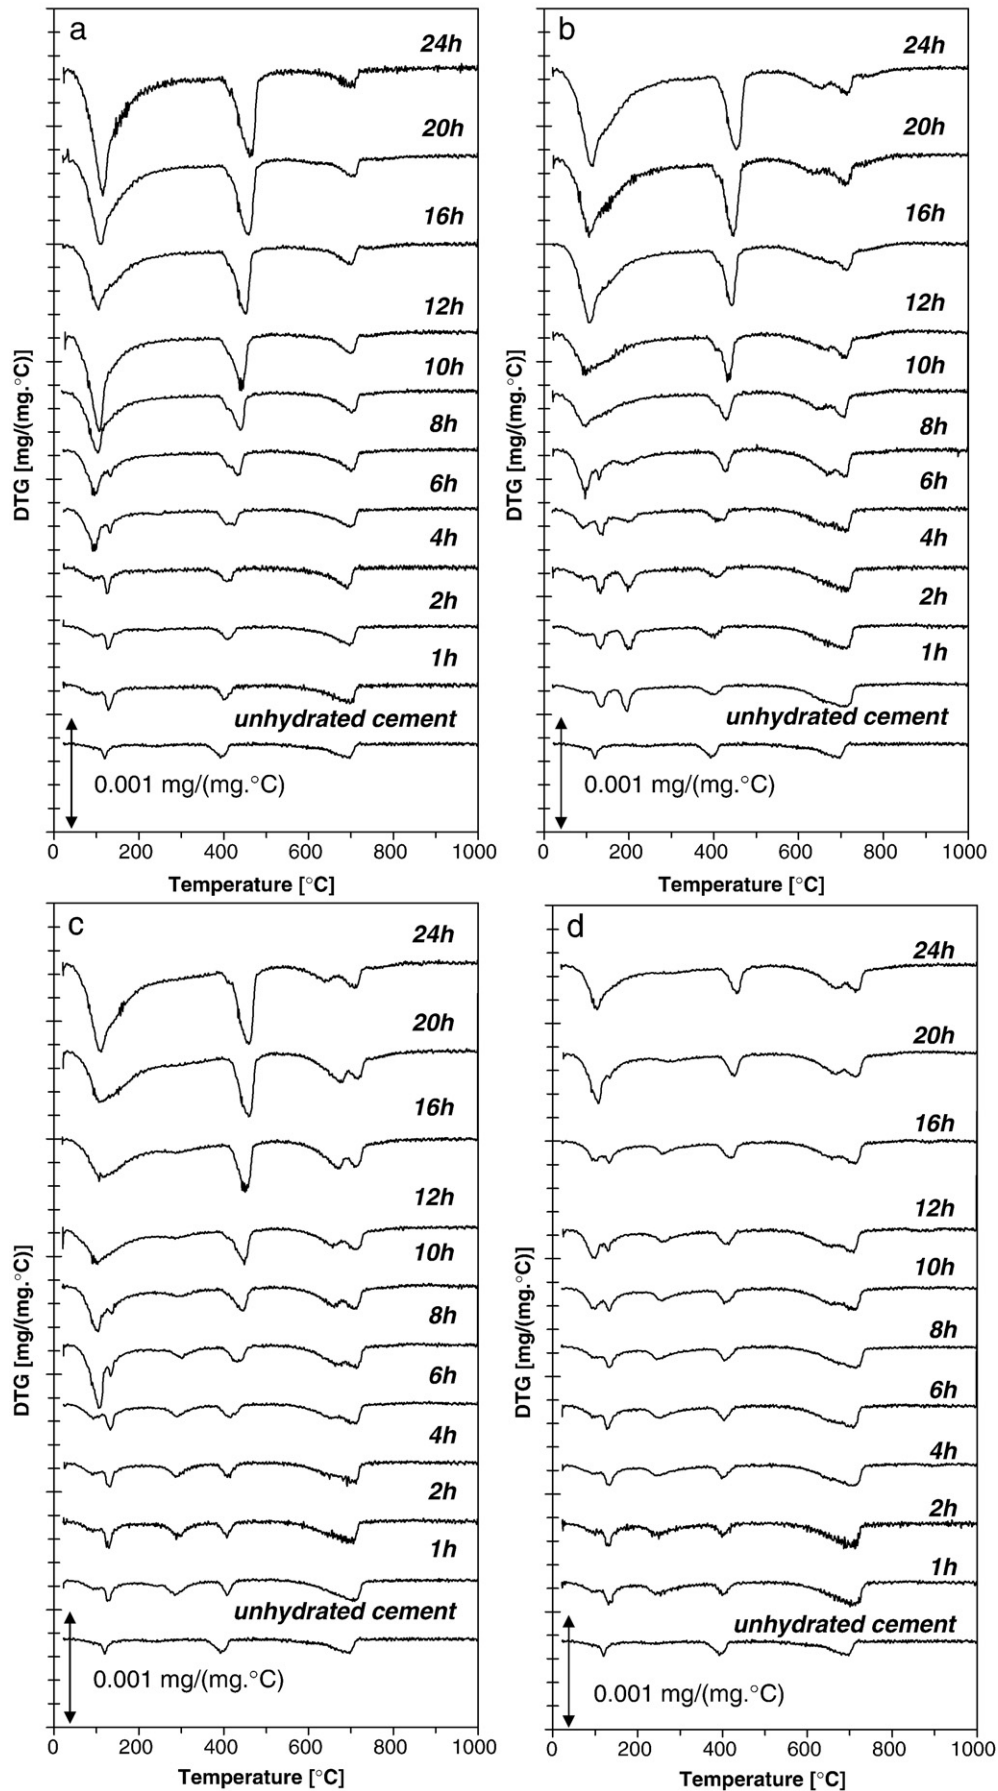 a
24h
20h
16h
12h
10h
8h
6h
4h
2h
1h
unhydrated cement
0.001 mg/(mg.°C)
DTG [mg/(mg.°C)]
0 200 400 600 800 1000
Temperature [°C]
b
24h
20h
16h
12h
10h
8h
6h
4h
2h
1h
unhydrated cement
0.001 mg/(mg.°C)
DTG [mg/(mg.°C)]
0 200 400 600 800 1000
Temperature [°C]
c
24h
20h
16h
12h
10h
8h
6h
4h
2h
1h
unhydrated cement
0.001 mg/(mg.°C)
DTG [mg/(mg.°C)]
0 200 400 600 800 1000
Temperature [°C]
d
24h
20h
16h
12h
10h
8h
6h
4h
2h
1h
unhydrated cement
0.001 mg/(mg.°C)
DTG [mg/(mg.°C)]
0 200 400 600 800 1000
Temperature [°C]